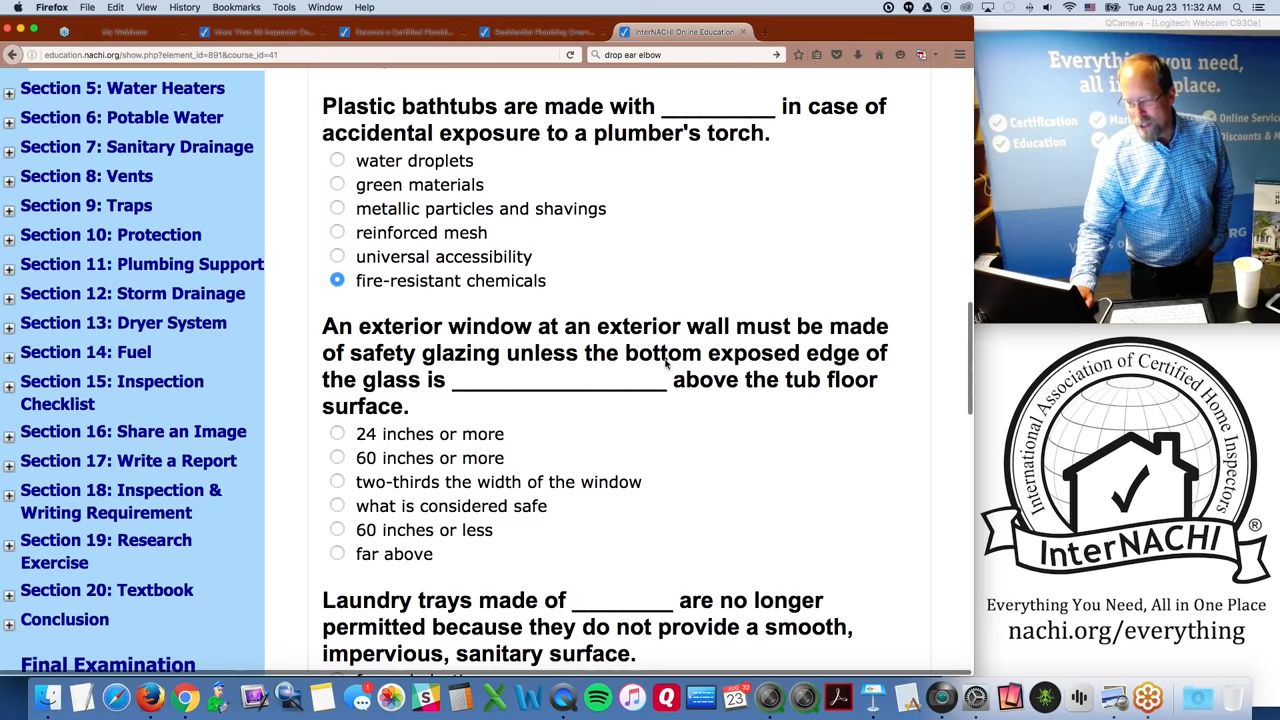 Firefox File Edit View History Bookmarks Tools Window Help
Tue Aug 23 11:32 AM
InterNACHI Online Education
QCamera. [Logitech Webcam C930e]
education.nachi.org/show.php?element_id=891&course_id=41
drop ear elbow
Section 5: Water Heaters
Section 6: Potable Water
Section 7: Sanitary Drainage
Section 8: Vents
Section 9: Traps
Section 10: Protection
Section 11: Plumbing Support
Section 12: Storm Drainage
Section 13: Dryer System
Section 14: Fuel
Section 15: Inspection
Checklist
Section 16: Share an Image
Section 17: Write a Report
Section 18: Inspection &
Writing Requirement
Section 19: Research
Exercise
Section 20: Textbook
Conclusion
Final Examination
Plastic bathtubs are made with __________ in case of
accidental exposure to a plumber's torch.
water droplets
green materials
metallic particles and shavings
reinforced mesh
universal accessibility
fire-resistant chemicals
An exterior window at an exterior wall must be made
of safety glazing unless the bottom exposed edge of
the glass is ___________________ above the tub floor
surface.
24 inches or more
60 inches or more
two-thirds the width of the window
what is considered safe
60 inches or less
far above
Laundry trays made of _________ are no longer
permitted because they do not provide a smooth,
impervious, sanitary surface.
Everything you need,
all in place.
Certification
Education
Online
Discounts &
International Association of Certified Home Inspectors
InterNACHI
®
Everything You Need, All in One Place
nachi.org/everything